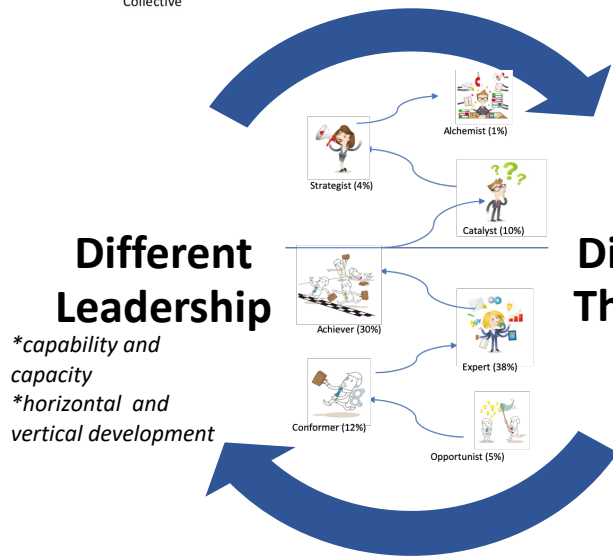 Collective
Alchemist (1%)
Strategist (4%)
Catalyst (10%)
Different
Leadership
*capability and
capacity
*horizontal and
vertical development
Achiever (30%)
Expert (38%)
Conformer (12%)
Opportunist (5%)
Di
Th